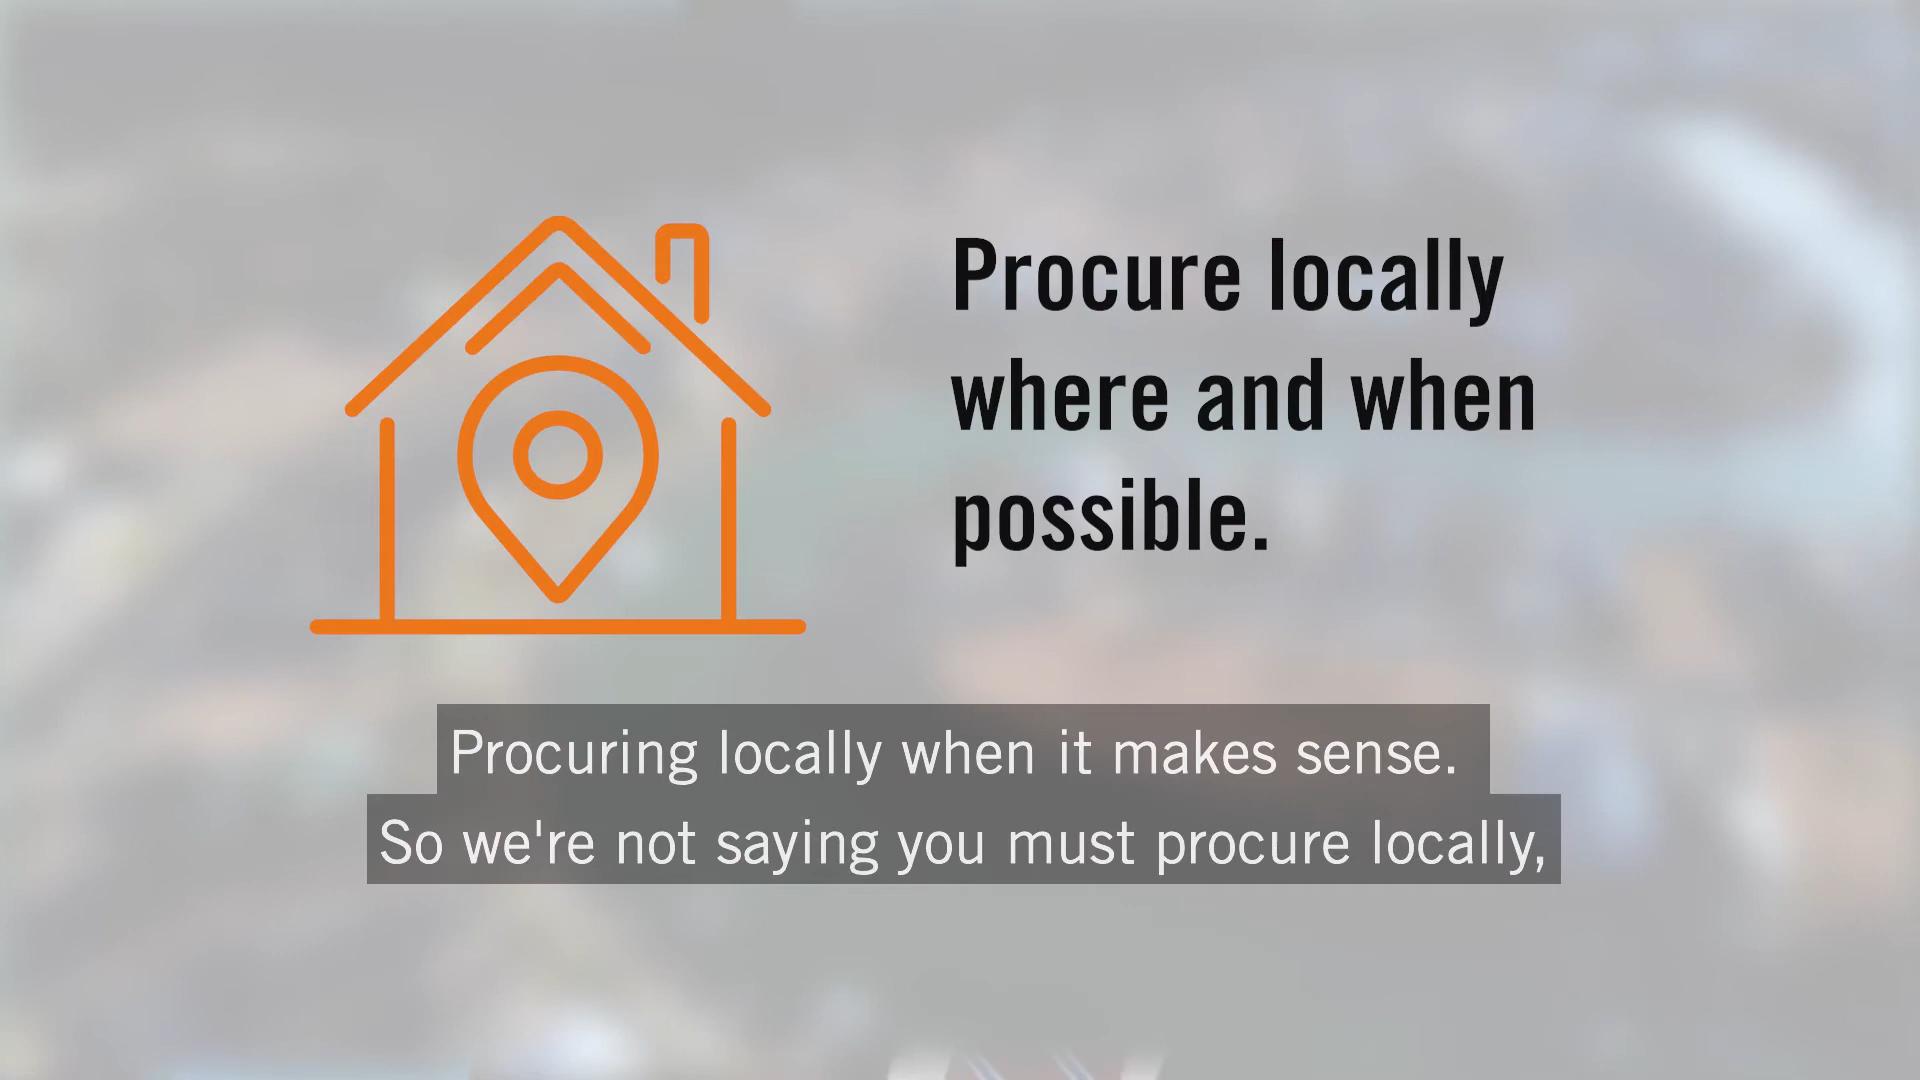 Procure locally
where and when
possible.
Procuring locally when it makes sense.
So we're not saying you must procure locally,